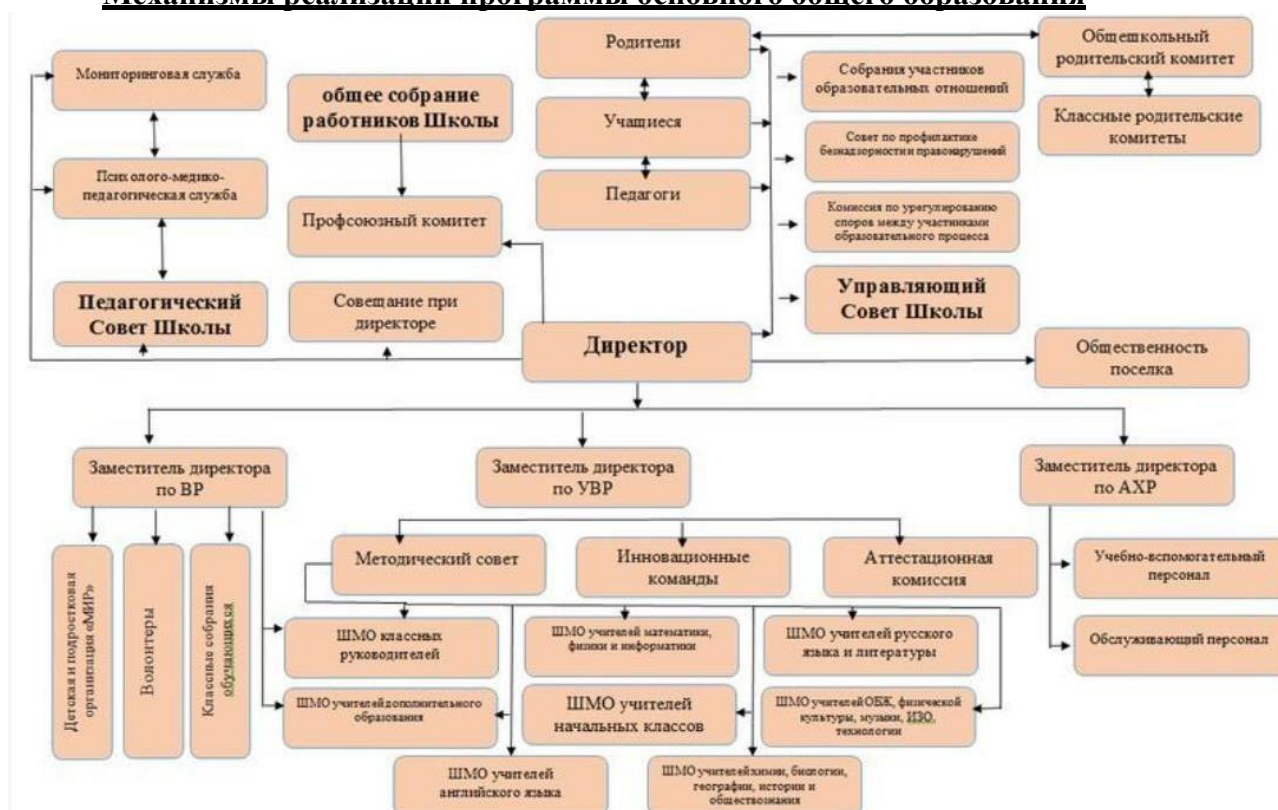 Механизмы реализации программы основного общего образования
Мониторинговая служба
общее собрание
работников Школы
Родители
Общешкольный
родительский комитет
Собрания участников
образовательных отношений
Учащиеся
Классные родительские
комитеты
Совет по профилактике
безнадзорности и правонарушений
Психолого-медико-
педагогическая служба
Профсоюзный комитет
Педагоги
Комиссия по урегулированию
споров между участниками
образовательного процесса
Педагогический
Совет Школы
Совещание при
директоре
Управляющий
Совет Школы
Директор
Общественность
поселка
Заместитель директора
по ВР
Заместитель директора
по УВР
Заместитель директора
по АХР
Детская и подростковая
организация «МИР»
Волонтеры
Классные собрания
обучающихся
Методический совет
Инновационные
команды
Аттестационная
комиссия
Учебно-вспомогательный
персонал
Обслуживающий персонал
ШМО классных
руководителей
ШМО учителей математики,
физики и информатики
ШМО учителей русского
языка и литературы
ШМО учителей дополнительного
образования
ШМО учителей
начальных классов
ШМО учителей ОБЖ, физической
культуры, музыки, ИЗО,
технологии
ШМО учителей
английского языка
ШМО учителей химии, биологии,
географии, истории и
обществознания